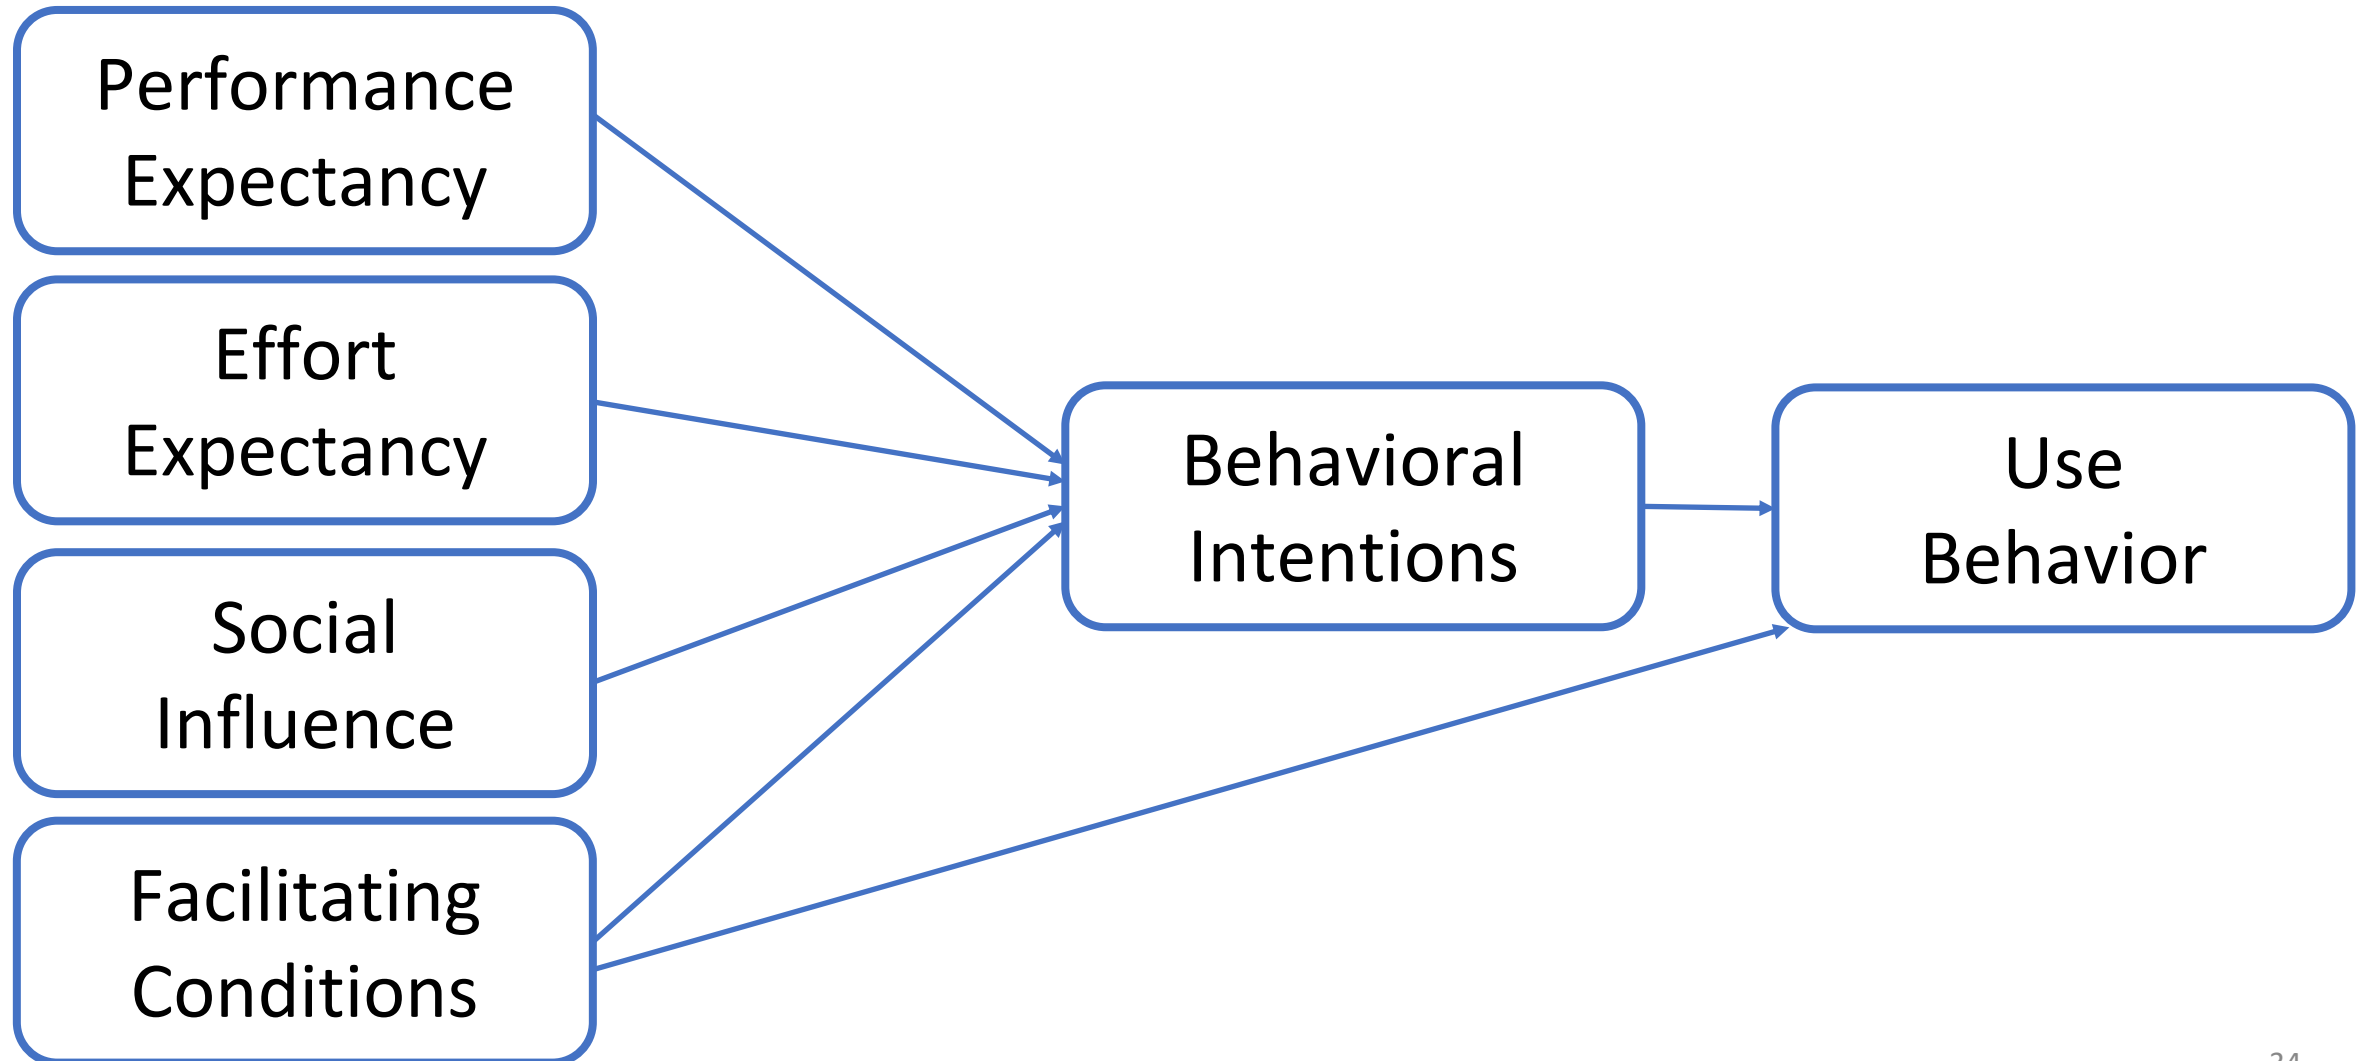 Performance
Expectancy
Effort
Expectancy
Social
Influence
Facilitating
Conditions
Behavioral
Intentions
Use
Behavior